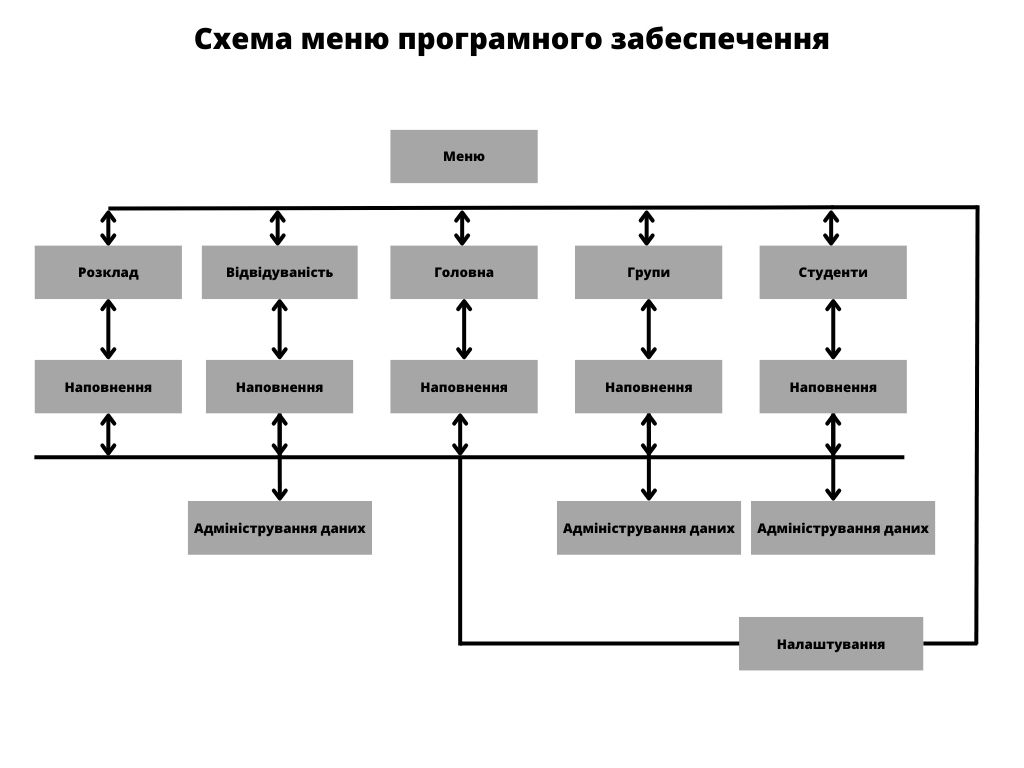 Схема меню програмного забеспечення
Меню
Розклад
Відвідуваність
Головна
Групи
Студенти
Наповнення
Наповнення
Наповнення
Наповнення
Наповнення
Адміністрування даних
Адміністрування даних
Адміністрування даних
Налаштування